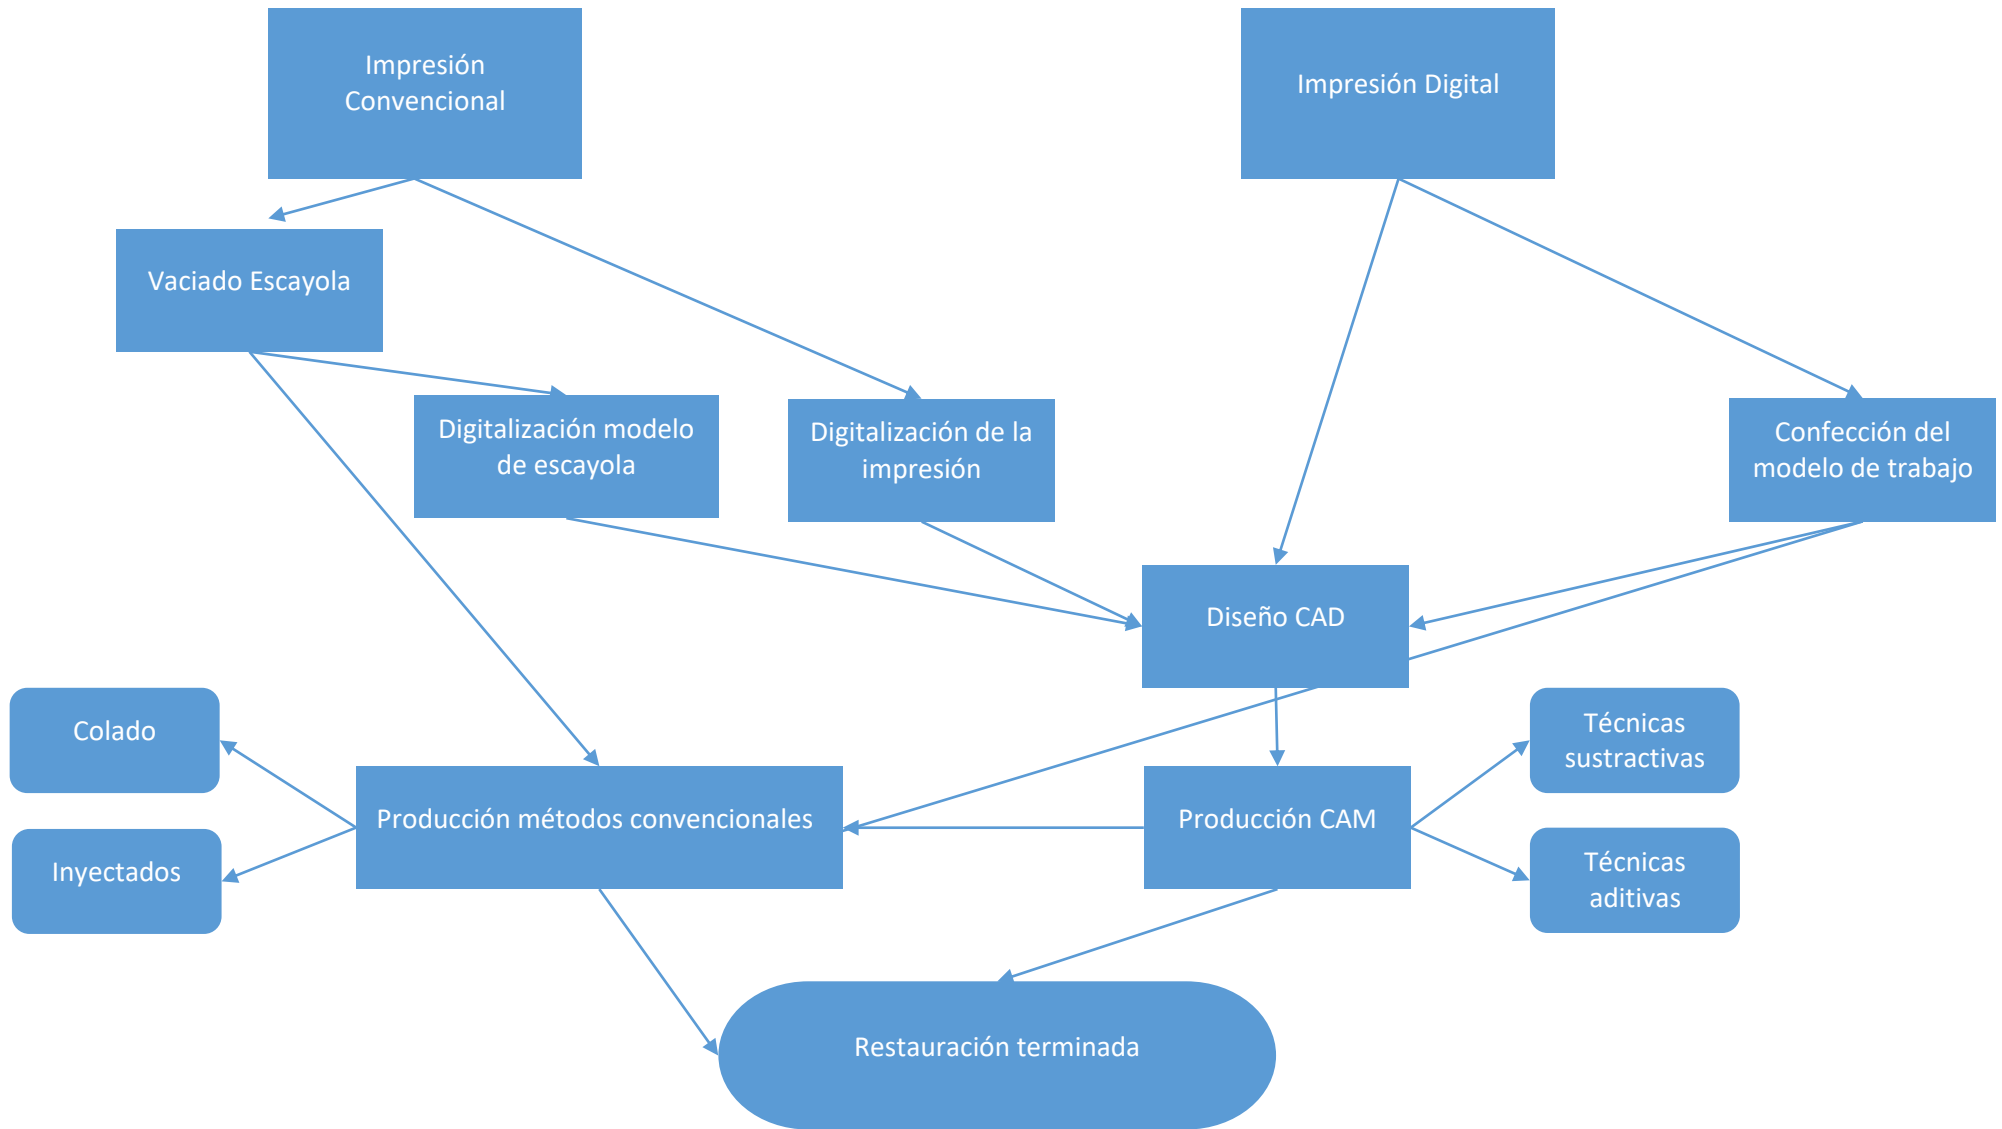 Impresión
Convencional
Impresión Digital
Vaciado Escayola
Digitalización modelo
de escayola
Digitalización de la
impresión
Confección del
modelo de trabajo
Diseño CAD
Colado
Técnicas
sustractivas
Producción métodos convencionales
Producción CAM
Inyectados
Técnicas
aditivas
Restauración terminada